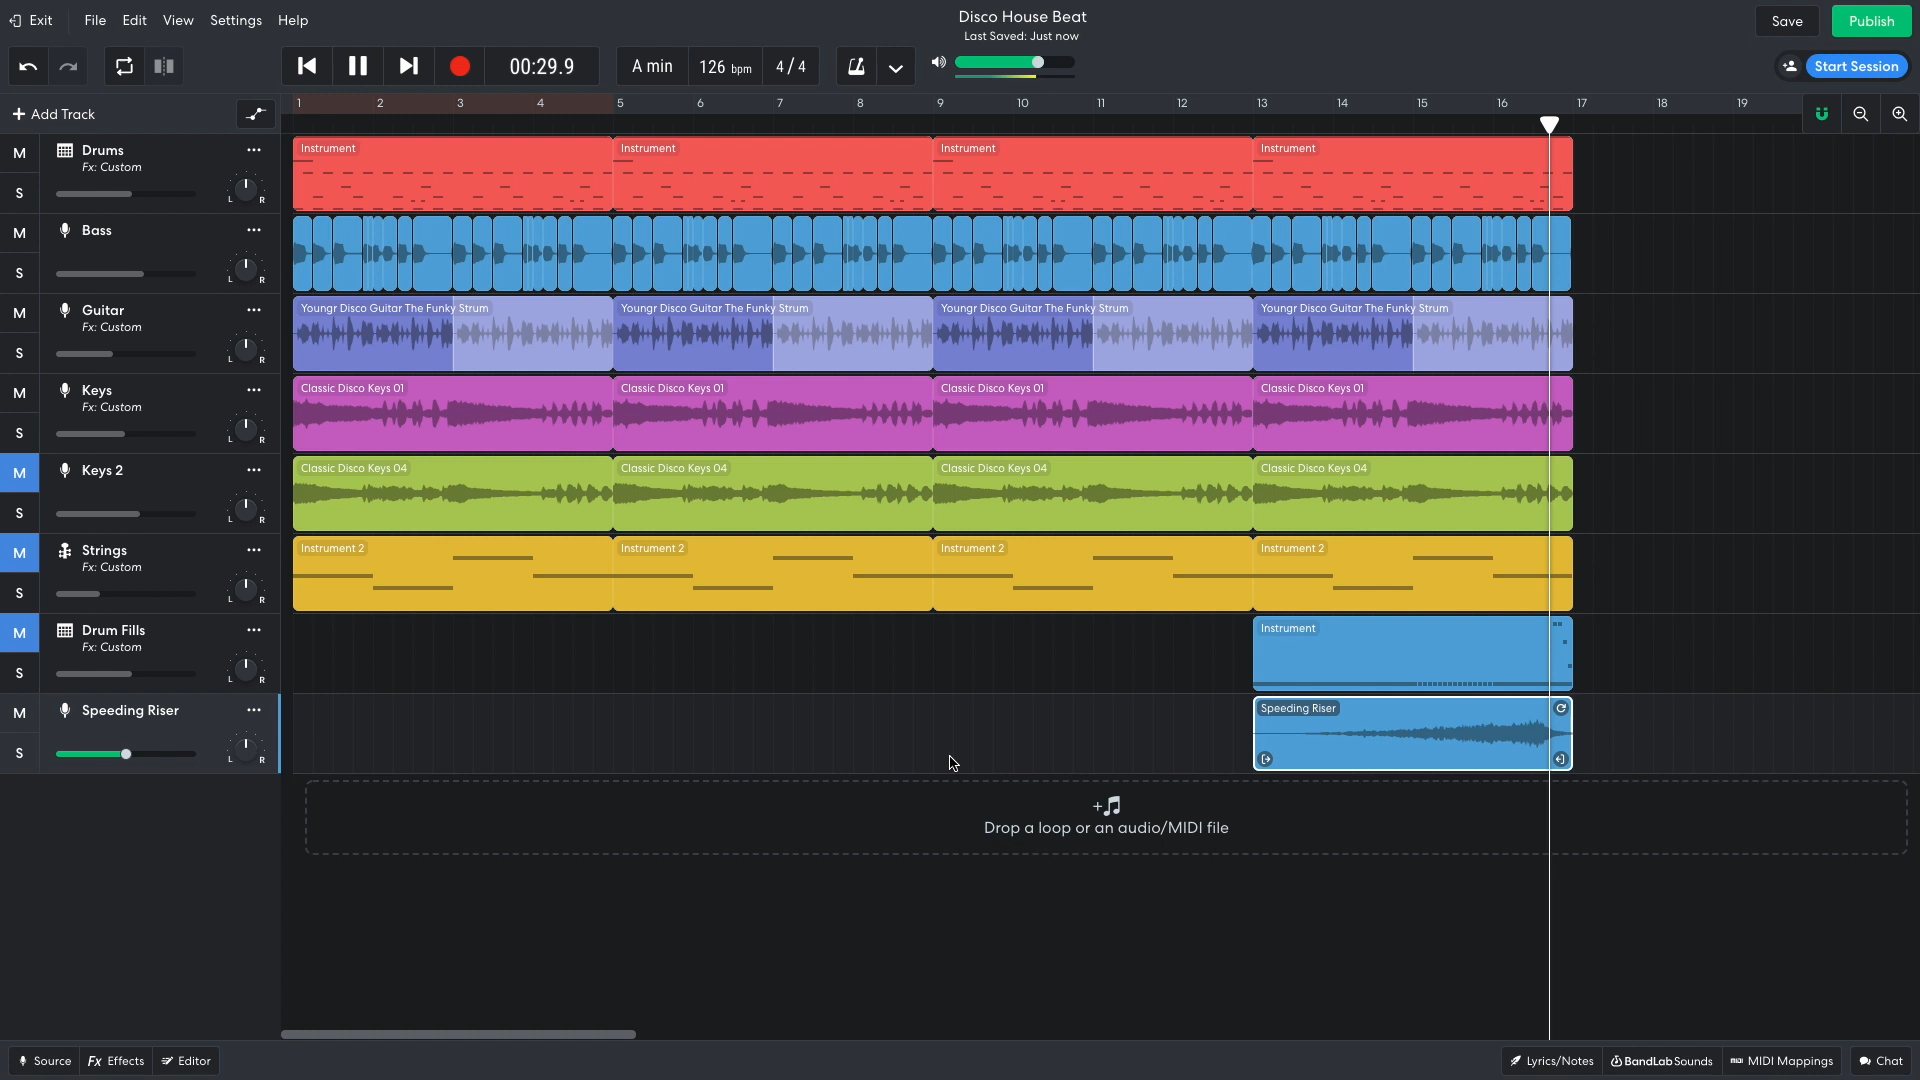 Exit File Edit View Settings Help
Disco House Beat
Last Saved: Just now
Save Publish
00:29.9 A min 126 bpm 4/4
Start Session
Add Track
1 2 3 4 5 6 7 8 9 10 11 12 13 14 15 16 17 18 19
M S Drums Fx: Custom L R
Instrument Instrument Instrument Instrument
M S Bass L R
M S Guitar Fx: Custom L R
Youngr Disco Guitar The Funky Strum Youngr Disco Guitar The Funky Strum Youngr Disco Guitar The Funky Strum Youngr Disco Guitar The Funky Strum
M S Keys Fx: Custom L R
Classic Disco Keys 01 Classic Disco Keys 01 Classic Disco Keys 01 Classic Disco Keys 01
M S Keys 2 L R
Classic Disco Keys 04 Classic Disco Keys 04 Classic Disco Keys 04 Classic Disco Keys 04
M S Strings Fx: Custom L R
Instrument 2 Instrument 2 Instrument 2 Instrument 2
M S Drum Fills Fx: Custom L R
Instrument
M S Speeding Riser L R
Speeding Riser
Drop a loop or an audio/MIDI file
Source Fx Effects Editor
Lyrics/Notes BandLab Sounds MIDI Mappings Chat